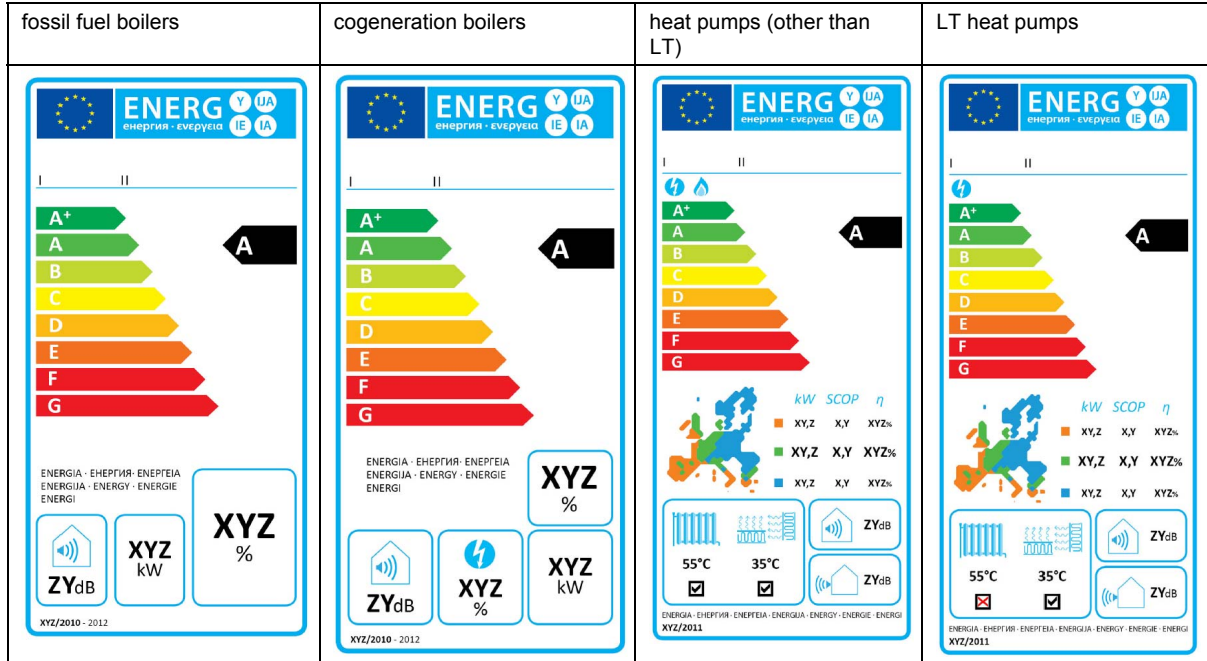 fossil fuel boilers
cogeneration boilers
heat pumps (other than
LT)
LT heat pumps
ENERG
енергия · ενεργεια
Y IJA
IE IA
I II
A+
A
B
C
D
E
F
G
A
ENERGIA · ЕНЕРГИЯ · ΕΝΕΡΓΕΙΑ
ENERGIJA · ENERGY · ENERGIE
ENERGI
ZYdB
XYZ
kW
XYZ
%
XYZ/2010 - 2012
ENERG
енергия · ενεργεια
Y IJA
IE IA
I II
A+
A
B
C
D
E
F
G
A
ENERGIA · ЕНЕРГИЯ · ΕΝΕΡΓΕΙΑ
ENERGIJA · ENERGY · ENERGIE
ENERGI
XYZ
%
ZYdB
XYZ
%
XYZ
kW
XYZ/2010 - 2012
ENERG
енергия · ενεργεια
Y IJA
IE IA
I II
A+
A
B
C
D
E
F
G
A
kW SCOP η
XY,Z X,Y XYZ%
XY,Z X,Y XYZ%
XY,Z X,Y XYZ%
55°C 35°C
ZYdB
ZYdB
ENERGIA · ЕНЕРГИЯ · ΕΝΕΡΓΕΙΑ · ENERGIJA · ENERGY · ENERGIE · ENERGI
XYZ/2011
ENERG
енергия · ενεργεια
Y IJA
IE IA
I II
A+
A
B
C
D
E
F
G
A
kW SCOP η
XY,Z X,Y XYZ%
XY,Z X,Y XYZ%
XY,Z X,Y XYZ%
55°C 35°C
ZYdB
ZYdB
ENERGIA · ЕНЕРГИЯ · ΕΝΕΡΓΕΙΑ · ENERGIJA · ENERGY · ENERGIE · ENERGI
XYZ/2011